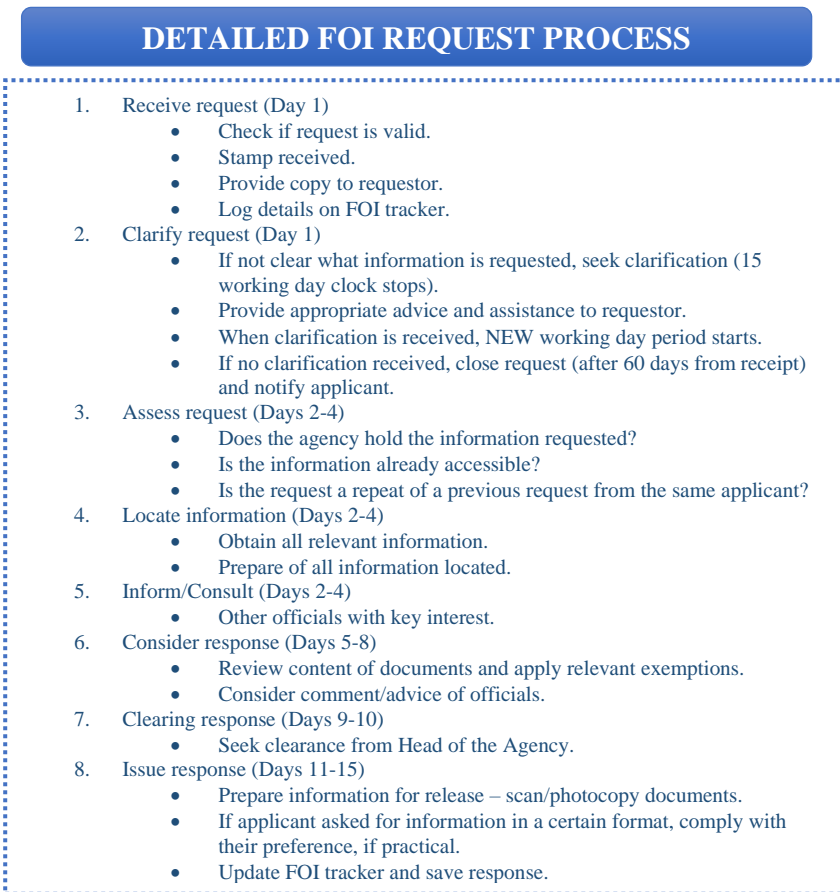 DETAILED FOI REQUEST PROCESS
1. Receive request (Day 1)
• Check if request is valid.
• Stamp received.
• Provide copy to requestor.
• Log details on FOI tracker.
2. Clarify request (Day 1)
• If not clear what information is requested, seek clarification (15
working day clock stops).
• Provide appropriate advice and assistance to requestor.
• When clarification is received, NEW working day period starts.
• If no clarification received, close request (after 60 days from receipt)
and notify applicant.
3. Assess request (Days 2-4)
• Does the agency hold the information requested?
• Is the information already accessible?
• Is the request a repeat of a previous request from the same applicant?
4. Locate information (Days 2-4)
• Obtain all relevant information.
• Prepare of all information located.
5. Inform/Consult (Days 2-4)
• Other officials with key interest.
6. Consider response (Days 5-8)
• Review content of documents and apply relevant exemptions.
• Consider comment/advice of officials.
7. Clearing response (Days 9-10)
• Seek clearance from Head of the Agency.
8. Issue response (Days 11-15)
• Prepare information for release – scan/photocopy documents.
• If applicant asked for information in a certain format, comply with
their preference, if practical.
• Update FOI tracker and save response.